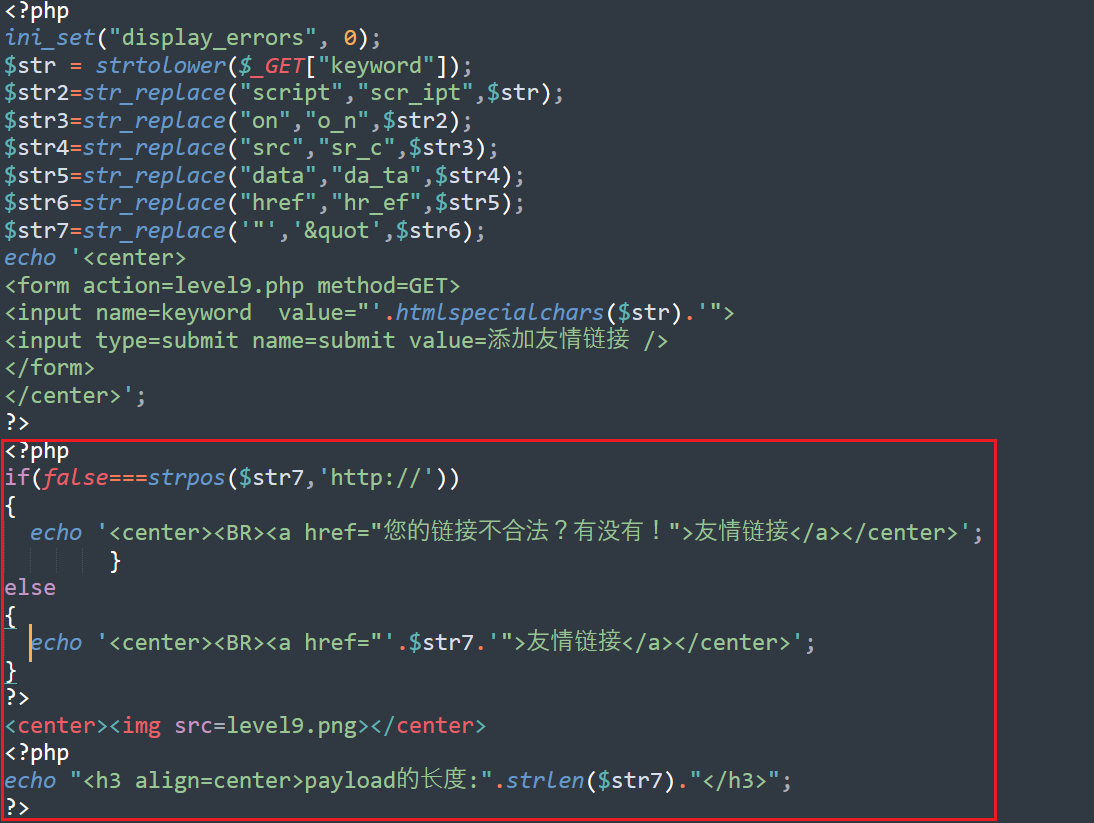 <?php
ini_set("display_errors", 0);
$str = strtolower($_GET["keyword"]);
$str2=str_replace("script","scr_ipt",$str);
$str3=str_replace("on","o_n",$str2);
$str4=str_replace("src","sr_c",$str3);
$str5=str_replace("data","da_ta",$str4);
$str6=str_replace("href","hr_ef",$str5);
$str7=str_replace('"','&quot',$str6);
echo '<center>
<form action=level9.php method=GET>
<input name=keyword  value="'.htmlspecialchars($str).'">
<input type=submit name=submit value=添加友情链接 />
</form>
</center>';
?>
<?php
if(false===strpos($str7,'http://'))
{
  echo '<center><BR><a href="您的链接不合法？有没有！">友情链接</a></center>';
        }
else
{
  echo '<center><BR><a href="'.$str7.'">友情链接</a></center>';
}
?>
<center><img src=level9.png></center>
<?php
echo "<h3 align=center>payload的长度:".strlen($str7)."</h3>";
?>